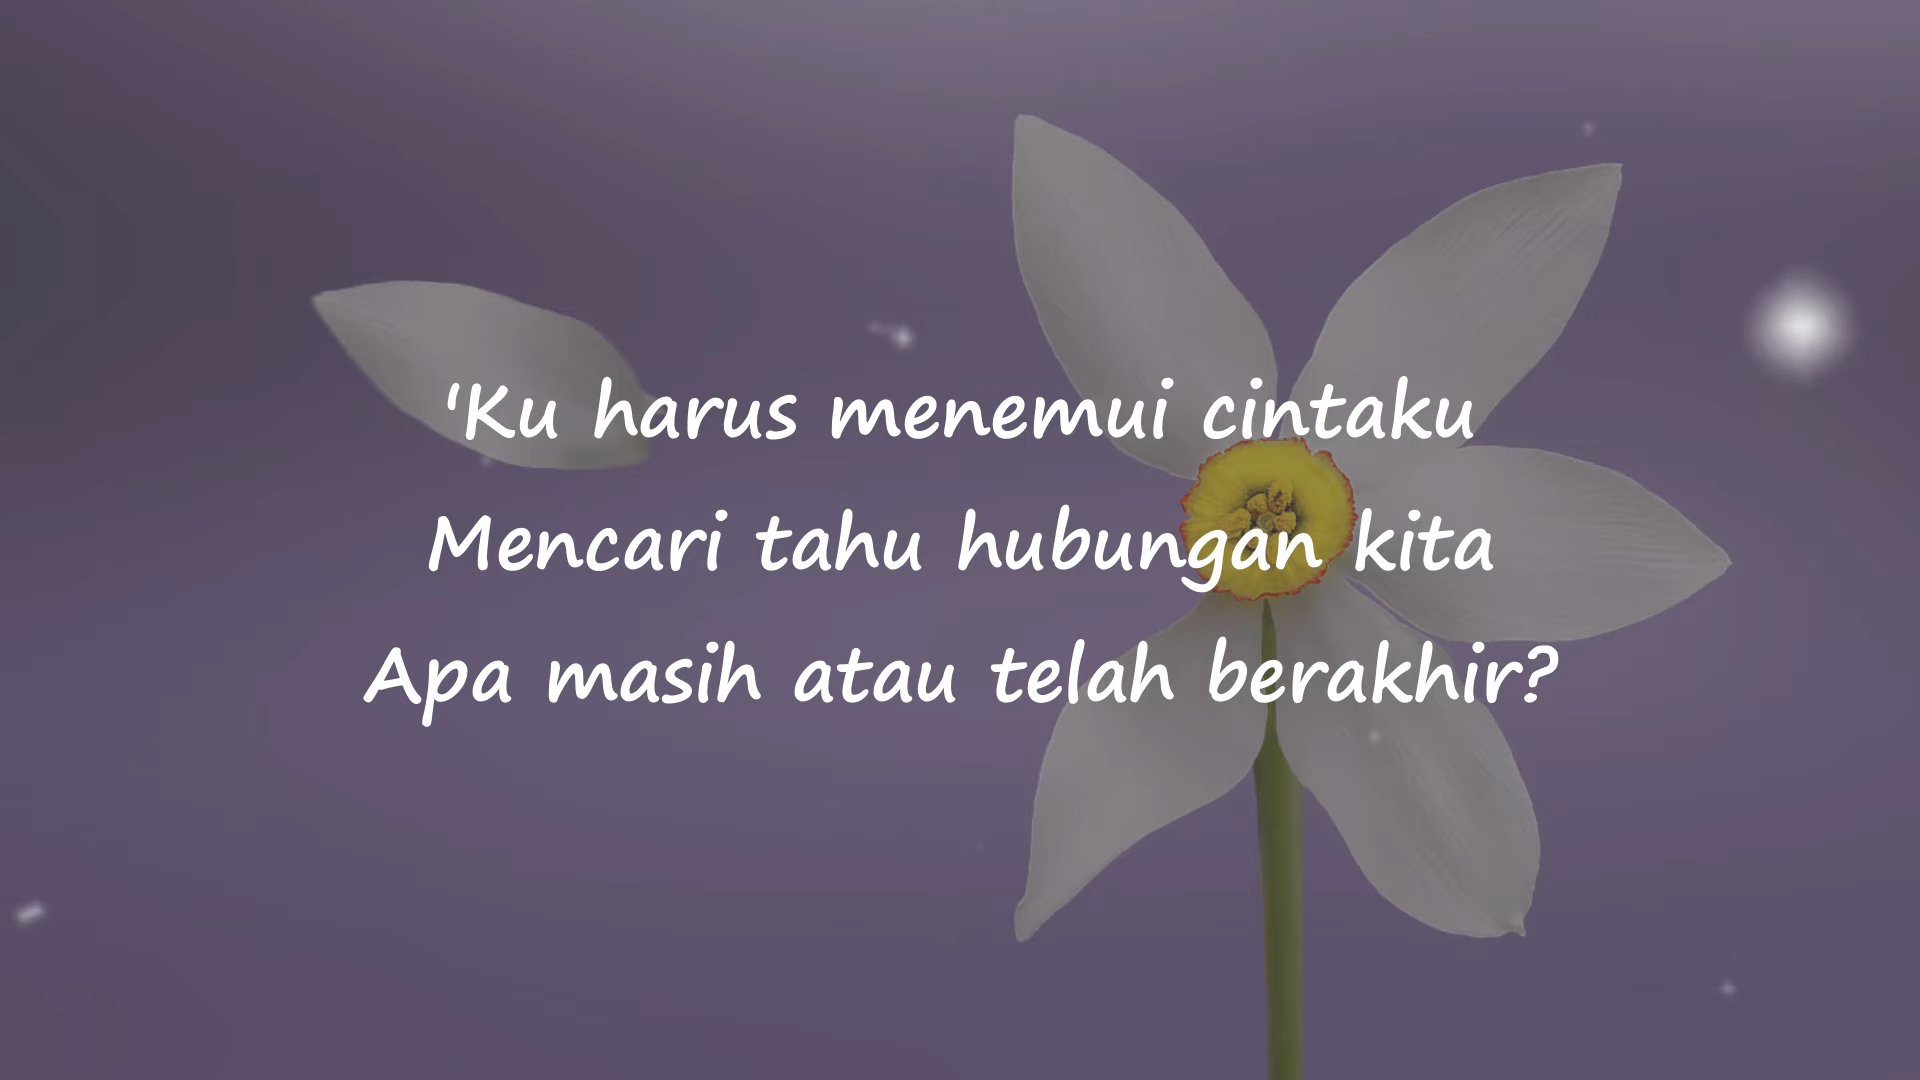 'Ku harus menemui cintaku
Mencari tahu hubungan kita
Apa masih atau telah berakhir?